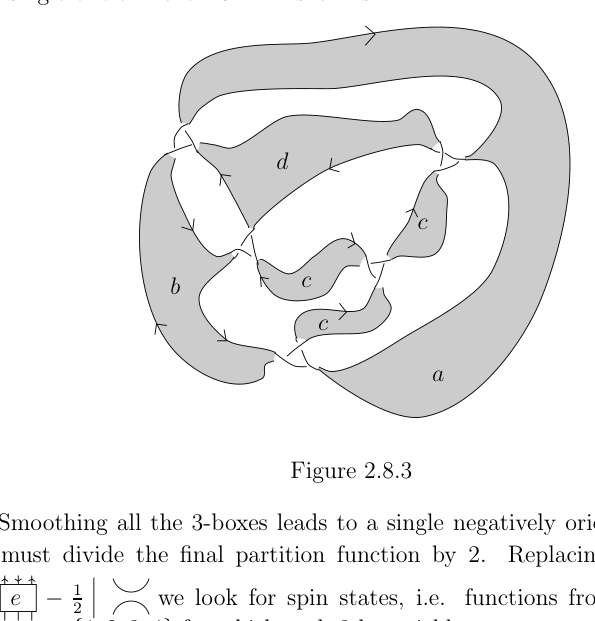 d
c
b
c
c
a
Figure 2.8.3
Smoothing all the 3-boxes leads to a single negatively orie
must divide the final partition function by 2. Replacin
e − 1/2 | we look for spin states, i.e. functions fro